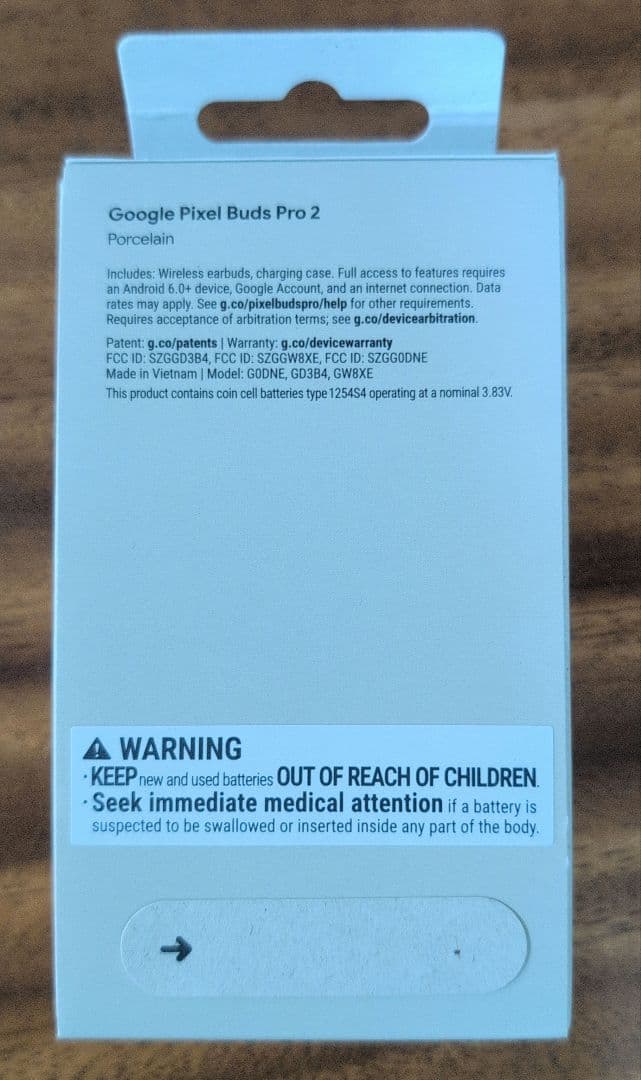 Google Pixel Buds Pro 2
Porcelain
Includes: Wireless earbuds, charging case. Full access to features requires
an Android 6.0+ device, Google Account, and an internet connection. Data
rates may apply. See g.co/pixelbudspro/help for other requirements.
Requires acceptance of arbitration terms; see g.co/devicearbitration.
Patent: g.co/patents | Warranty: g.co/devicewarranty
FCC ID: SZGGD3B4, FCC ID: SZGGW8XE, FCC ID: SZGG0DNE
Made in Vietnam | Model: G0DNE, GD3B4, GW8XE
This product contains coin cell batteries type 1254S4 operating at a nominal 3.83V.
WARNING
· KEEP new and used batteries OUT OF REACH OF CHILDREN.
· Seek immediate medical attention if a battery is
suspected to be swallowed or inserted inside any part of the body.